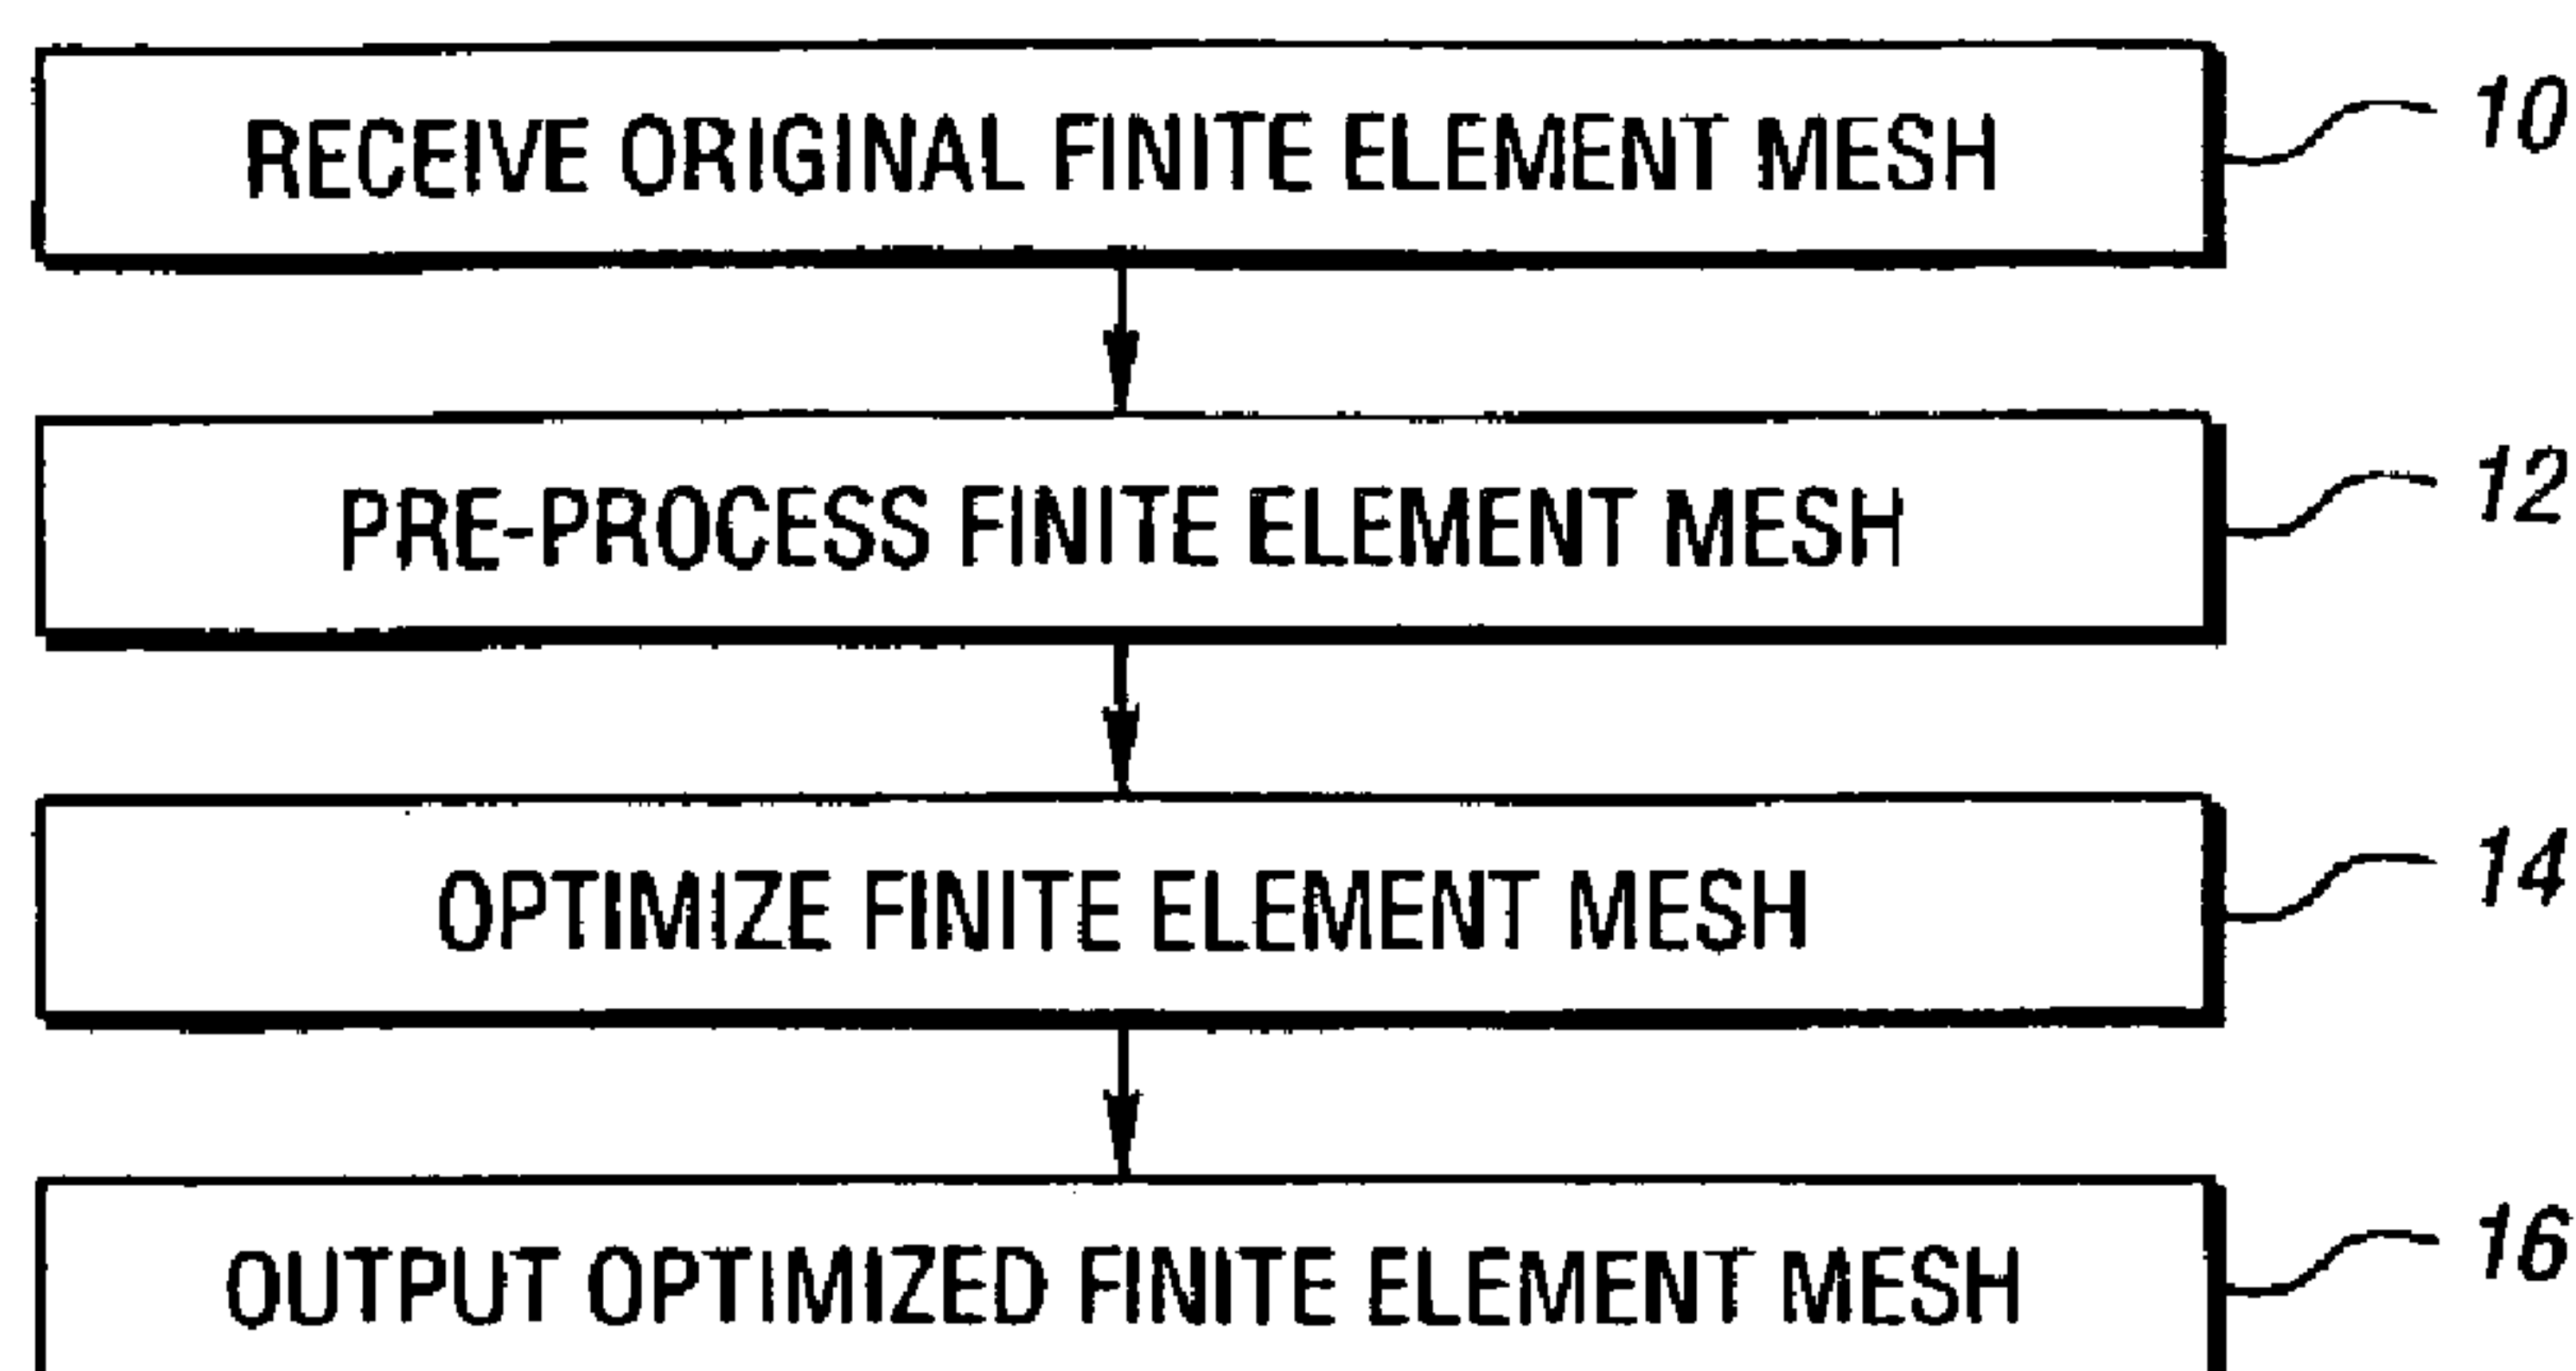 RECEIVE ORIGINAL FINITE ELEMENT MESH 10
PRE-PROCESS FINITE ELEMENT MESH 12
OPTIMIZE FINITE ELEMENT MESH 14
OUTPUT OPTIMIZED FINITE ELEMENT MESH 16